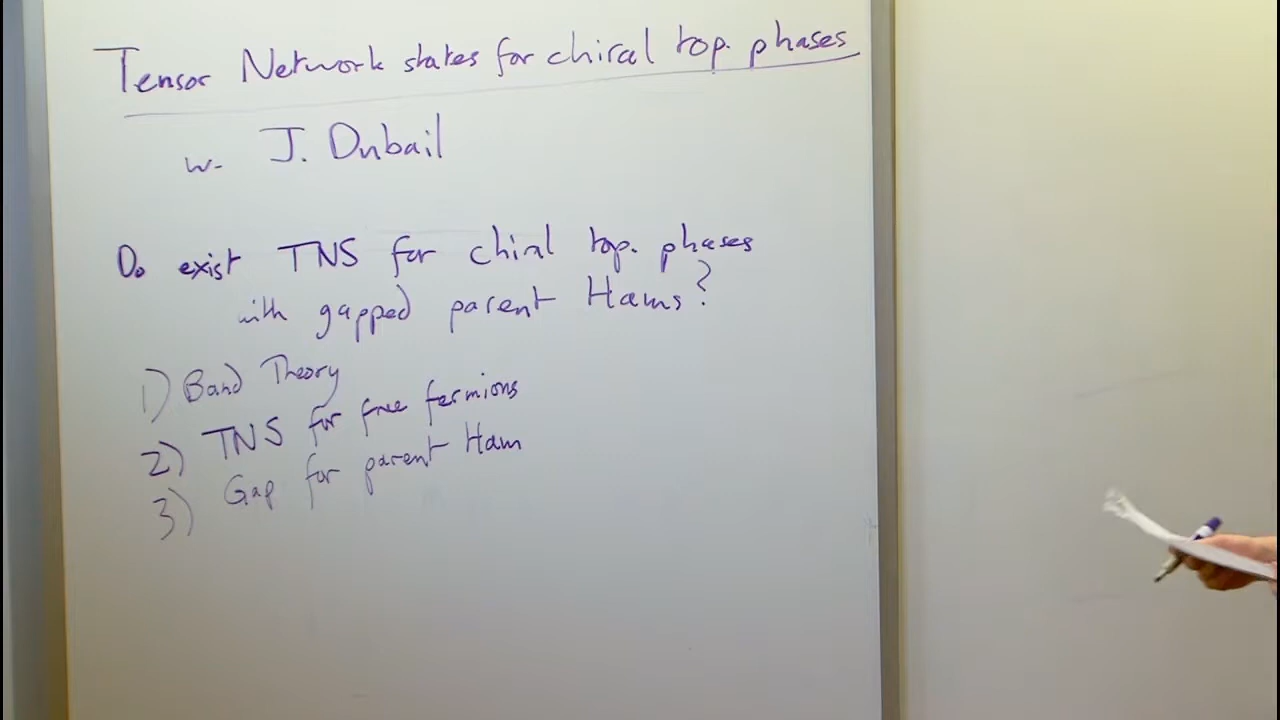 Tensor Network states for chiral top. phases
w. J. Dubail
Do exist TNS for chiral top. phases
with gapped parent Hams?
1) Band Theory
2) TNS for free fermions
3) Gap for parent Ham